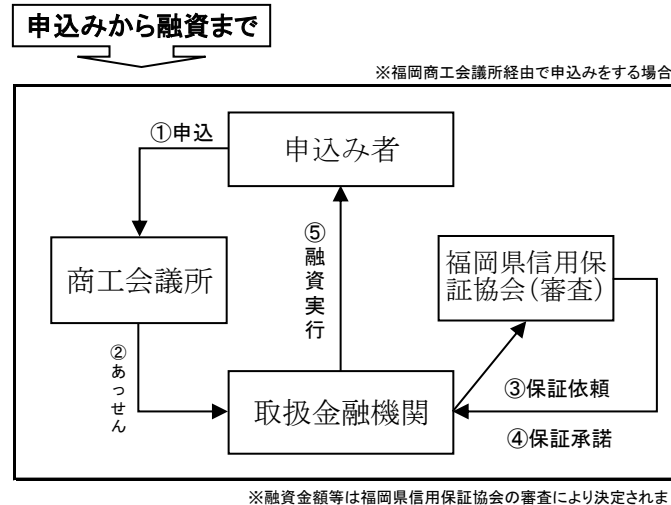 申込みから融資まで
※福岡商工会議所経由で申込みをする場合
①申込
申込み者
商工会議所
⑤融資実行
福岡県信用保
証協会（審査）
②あっせん
取扱金融機関
③保証依頼
④保証承諾
※融資金額等は福岡県信用保証協会の審査により決定されま